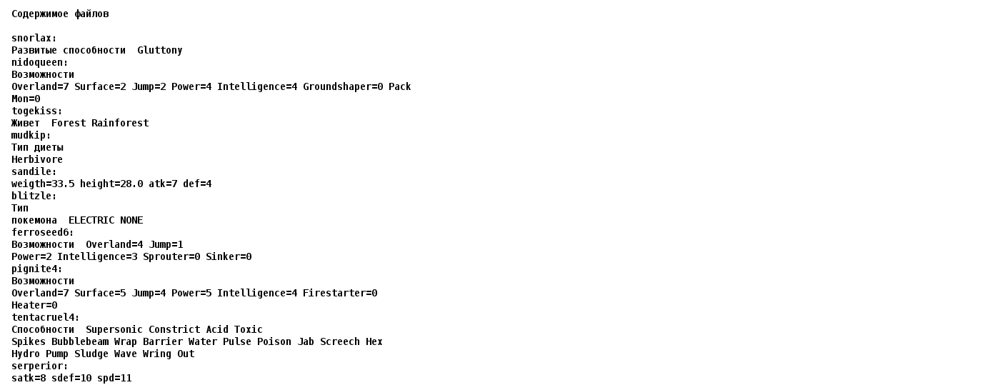 Содержимое файлов
snorlax:
Развитые способности  Gluttony
nidoqueen:
Возможности
Overland=7 Surface=2 Jump=2 Power=4 Intelligence=4 Groundshaper=0 Pack
Mon=0
togekiss:
Живет  Forest Rainforest
mudkip:
Тип диеты
Herbivore
sandile:
weigth=33.5 height=28.0 atk=7 def=4
blitzle:
Тип
покемона  ELECTRIC NONE
ferroseed6:
Возможности  Overland=4 Jump=1
Power=2 Intelligence=3 Sprouter=0 Sinker=0
pignite4:
Возможности
Overland=7 Surface=5 Jump=4 Power=5 Intelligence=4 Firestarter=0
Heater=0
tentacruel4:
Способности  Supersonic Constrict Acid Toxic
Spikes Bubblebeam Wrap Barrier Water Pulse Poison Jab Screech Hex
Hydro Pump Sludge Wave Wring Out
serperior:
satk=8 sdef=10 spd=11